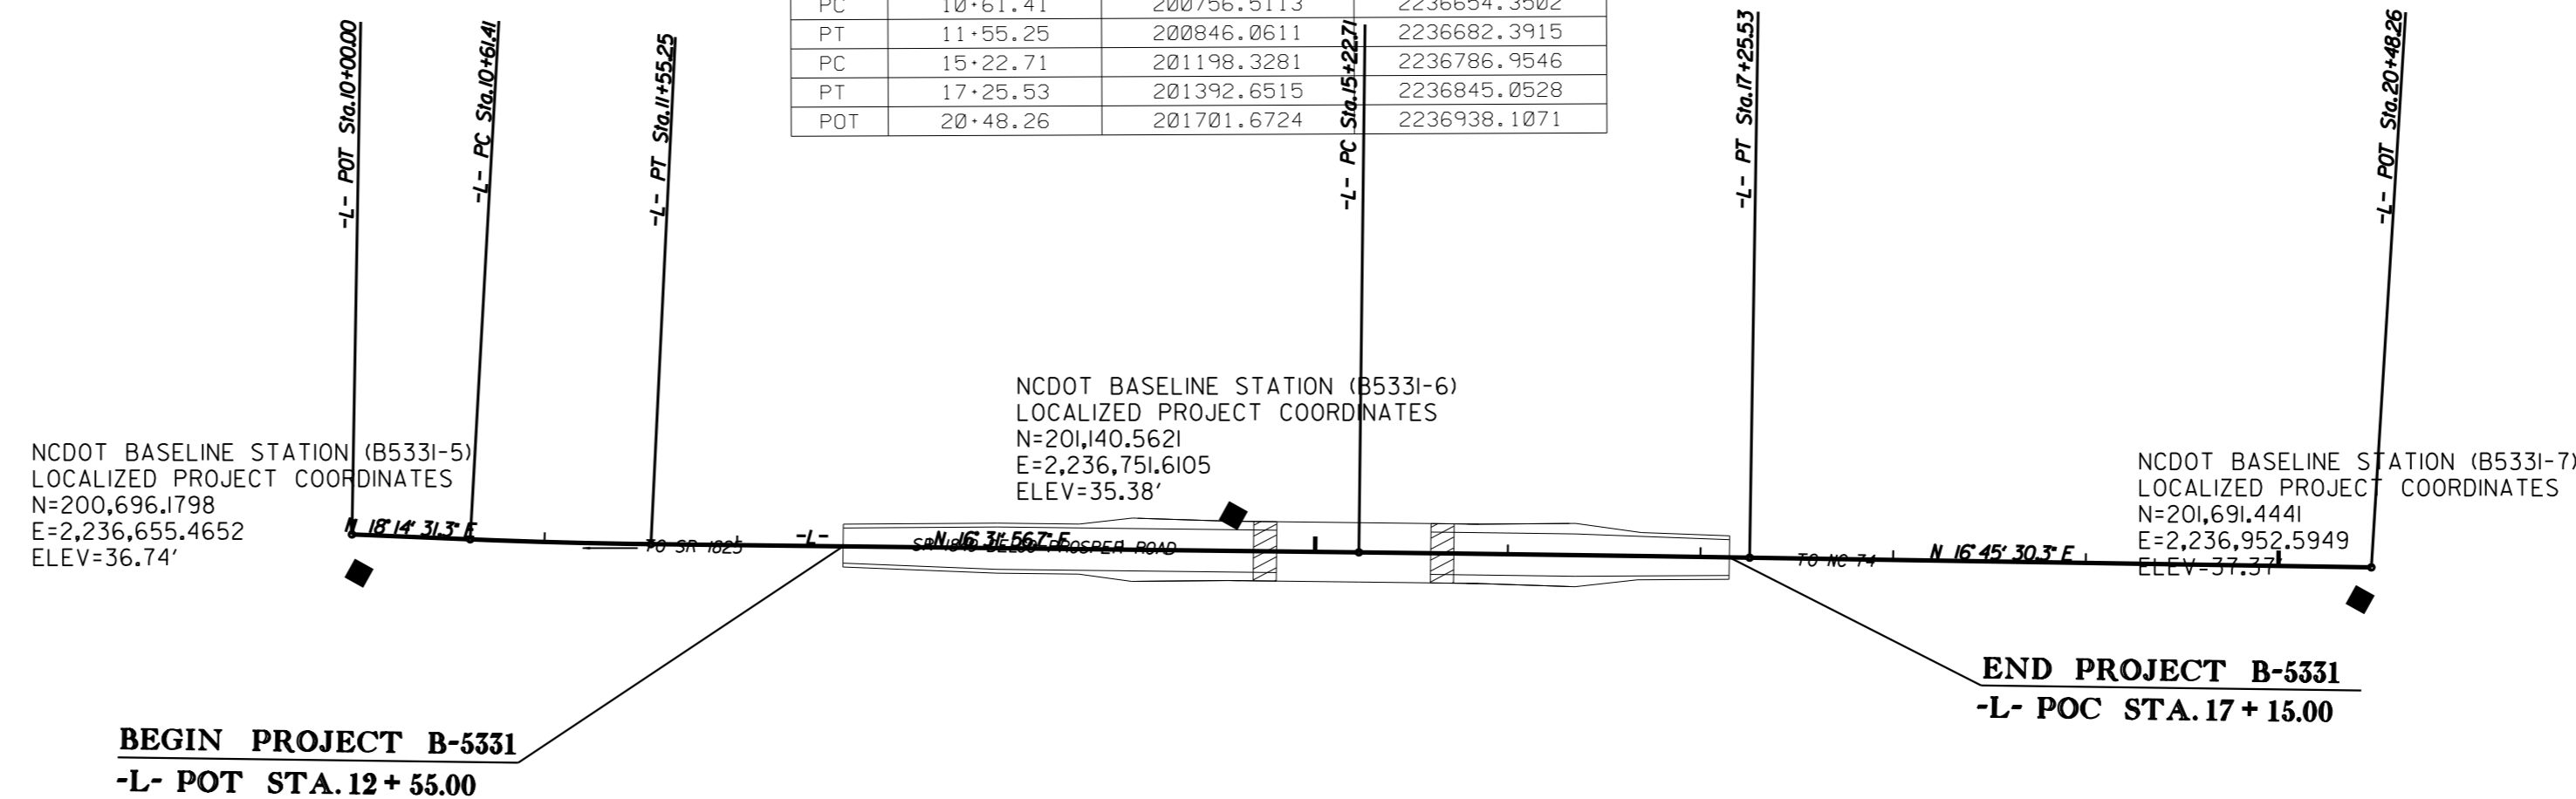 PC 10+61.41 200756.5113 2236654.3502
PT 11+55.25 200846.0611 2236682.3915
PC 15+22.71 201198.3281 2236786.9546
PT 17+25.53 201392.6515 2236845.0528
POT 20+48.26 201701.6724 2236938.1071
-L- POT Sta.10+00.00
-L- PC Sta.10+61.41
-L- PT Sta.11+55.25
-L- PC Sta.15+22.71
-L- PT Sta.17+25.53
-L- POT Sta.20+48.26
NCDOT BASELINE STATION (B5331-5)
LOCALIZED PROJECT COORDINATES
N=200,696.1798
E=2,236,655.4652
ELEV=36.74'
NCDOT BASELINE STATION (B5331-6)
LOCALIZED PROJECT COORDINATES
N=201,140.5621
E=2,236,751.6105
ELEV=35.38'
NCDOT BASELINE STATION (B5331-7)
LOCALIZED PROJECT COORDINATES
N=201,691.4441
E=2,236,952.5949
ELEV=37.37'
N 18° 14' 31.3" E
TO SR 1825
-L-
N 16° 31' 56.7" E
PROSPER ROAD
TO NC 74
N 16° 45' 30.3" E
BEGIN PROJECT B-5331
-L- POT STA. 12 + 55.00
END PROJECT B-5331
-L- POC STA. 17 + 15.00